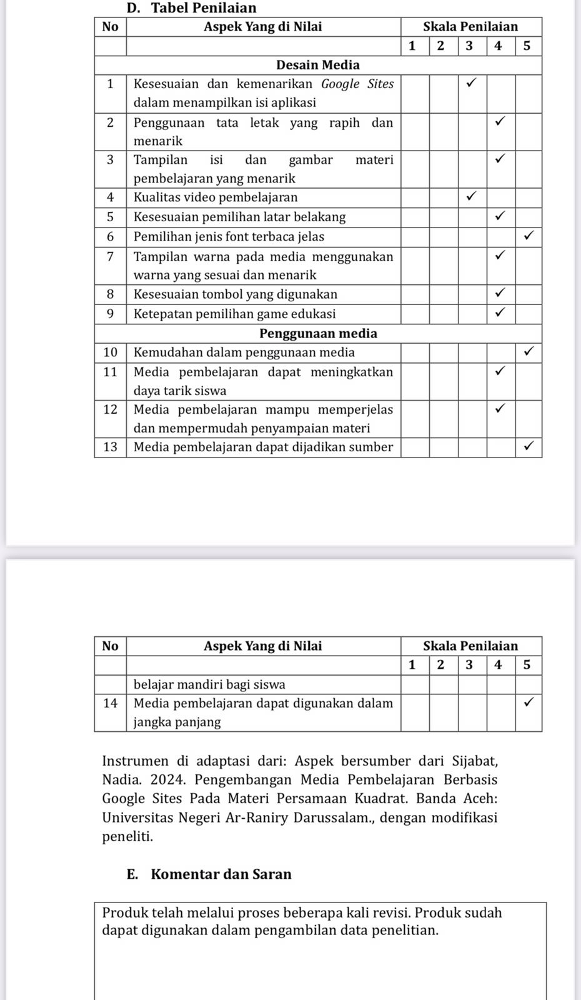 D. Tabel Penilaian
No Aspek Yang di Nilai Skala Penilaian
1 2 3 4 5
Desain Media
1 Kesesuaian dan kemenarikan Google Sites ✓
dalam menampilkan isi aplikasi
2 Penggunaan tata letak yang rapih dan ✓
menarik
3 Tampilan isi dan gambar materi ✓
pembelajaran yang menarik
4 Kualitas video pembelajaran ✓
5 Kesesuaian pemilihan latar belakang ✓
6 Pemilihan jenis font terbaca jelas ✓
7 Tampilan warna pada media menggunakan ✓
warna yang sesuai dan menarik
8 Kesesuaian tombol yang digunakan ✓
9 Ketepatan pemilihan game edukasi ✓
Penggunaan media
10 Kemudahan dalam penggunaan media ✓
11 Media pembelajaran dapat meningkatkan ✓
daya tarik siswa
12 Media pembelajaran mampu memperjelas ✓
dan mempermudah penyampaian materi
13 Media pembelajaran dapat dijadikan sumber ✓
No Aspek Yang di Nilai Skala Penilaian
1 2 3 4 5
belajar mandiri bagi siswa
14 Media pembelajaran dapat digunakan dalam ✓
jangka panjang
Instrumen di adaptasi dari: Aspek bersumber dari Sijabat,
Nadia. 2024. Pengembangan Media Pembelajaran Berbasis
Google Sites Pada Materi Persamaan Kuadrat. Banda Aceh:
Universitas Negeri Ar-Raniry Darussalam., dengan modifikasi
peneliti.
E. Komentar dan Saran
Produk telah melalui proses beberapa kali revisi. Produk sudah
dapat digunakan dalam pengambilan data penelitian.